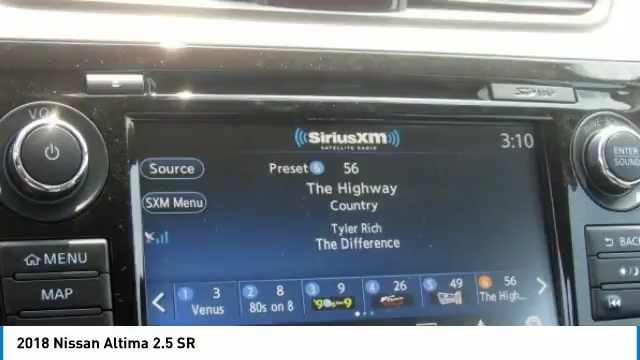 VOL
SiriusXM
SATELLITE RADIO
3:10
Source
Preset 6 56
The Highway
Country
SXM Menu
Tyler Rich
The Difference
1 3 Venus
2 8 80s on 8
3 9 '90s on 9
4 26
5 49
6 56 The High...
MENU
MAP
ENTER
SOUND
BACK
2018 Nissan Altima 2.5 SR